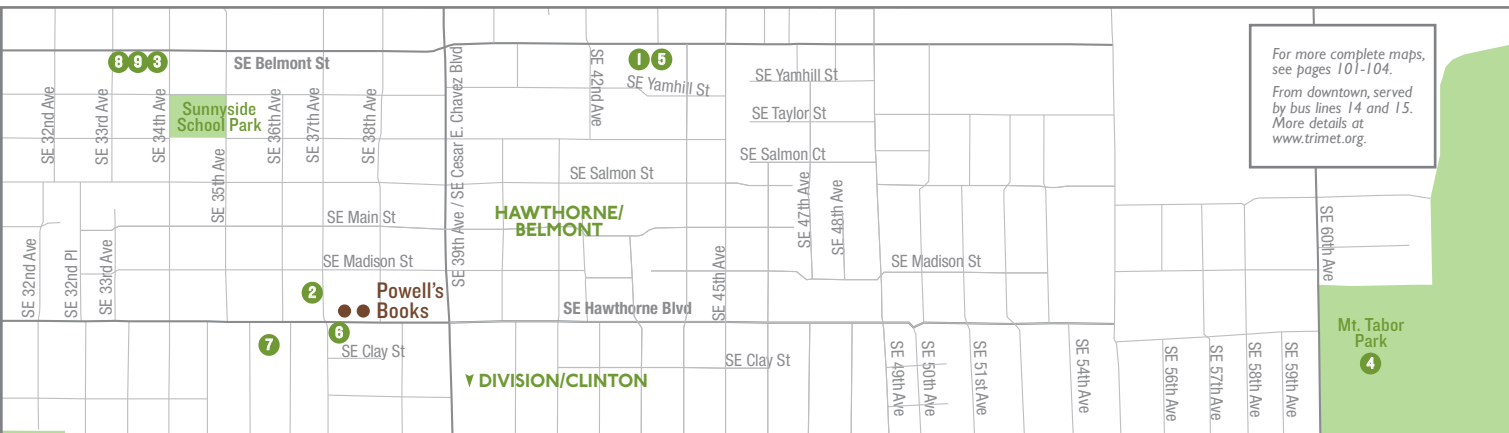 For more complete maps,
see pages 101-104.
From downtown, served
by bus lines 14 and 15.
More details at
www.trimet.org.
8 9 3
SE Belmont St
1 5
SE Yamhill St
SE Yamhill St
SE 42nd Ave
SE 39th Ave / SE Cesar E. Chavez Blvd
SE 32nd Ave
SE 33rd Ave
SE 34th Ave
Sunnyside
School Park
SE 35th Ave
SE 36th Ave
SE 37th Ave
SE 38th Ave
SE Taylor St
SE Salmon Ct
SE Salmon St
SE 47th Ave
SE 48th Ave
SE Main St
HAWTHORNE/
BELMONT
SE 60th Ave
SE 32nd Ave
SE 32nd Pl
SE 33rd Ave
SE Madison St
SE 45th Ave
SE Madison St
2
Powell's
Books
SE Hawthorne Blvd
6
7
SE Clay St
SE Clay St
DIVISION/CLINTON
SE 49th Ave
SE 50th Ave
SE 51st Ave
SE 54th Ave
SE 56th Ave
SE 57th Ave
SE 58th Ave
SE 59th Ave
Mt. Tabor
Park
4